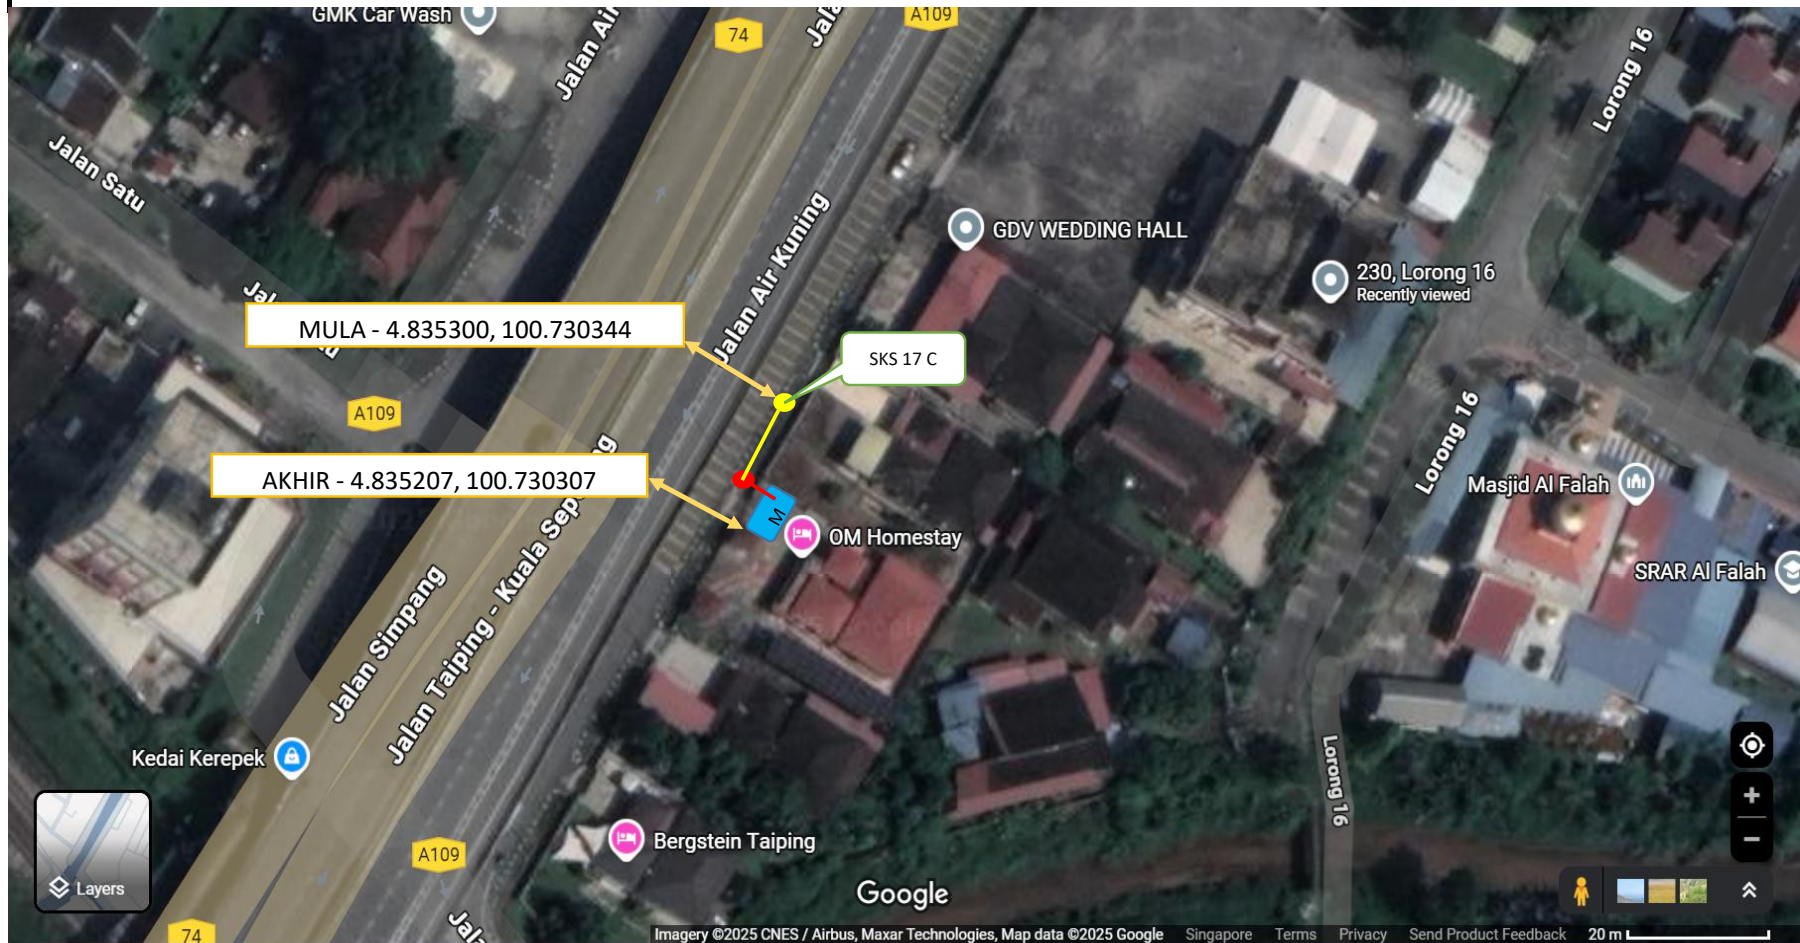 GMK Car Wash
Jalan Air
74
Jala
A109
Lorong 16
Jalan Satu
Jalan Air Kuning
GDV WEDDING HALL
230, Lorong 16
Recently viewed
MULA - 4.835300, 100.730344
SKS 17 C
A109
Lorong 16
AKHIR - 4.835207, 100.730307
M
Masjid Al Falah
OM Homestay
SRAR Al Falah
Jalan Simpang
Jalan Taiping - Kuala Sep ng
Kedai Kerepek
Lorong 16
A109
Bergstein Taiping
Layers
Google
74
Jala
Imagery ©2025 CNES / Airbus, Maxar Technologies, Map data ©2025 Google Singapore Terms Privacy Send Product Feedback 20 m